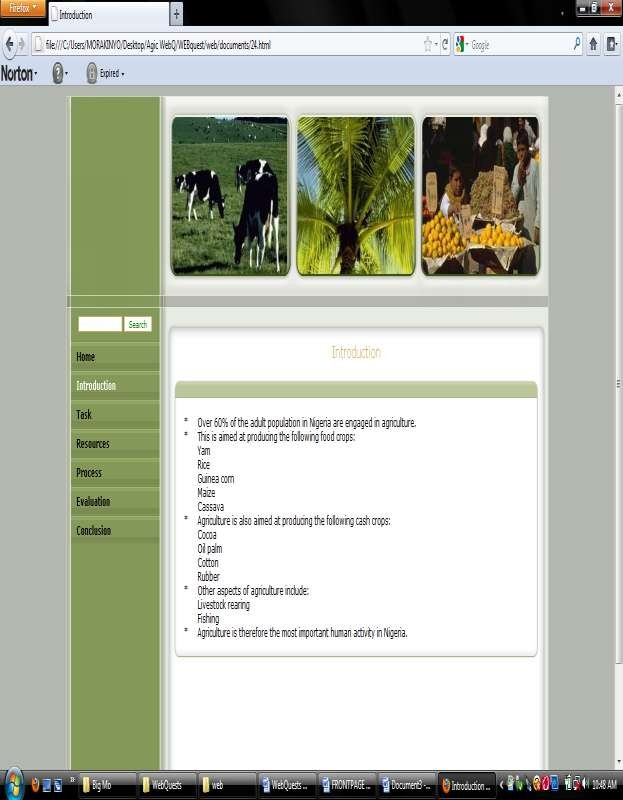 Firefox
Introduction
file:///C:/Users/MORAKINYO/Desktop/Agic WebQ/WEBquest/web/documents/24.html
Google
Norton
Expired
Search
Home
Introduction
Task
Resources
Process
Evaluation
Conclusion
Introduction
* Over 60% of the adult population in Nigeria are engaged in agriculture.
* This is aimed at producing the following food crops:
Yam
Rice
Guinea corn
Maize
Cassava
* Agriculture is also aimed at producing the following cash crops:
Cocoa
Oil palm
Cotton
Rubber
* Other aspects of agriculture include:
Livestock rearing
Fishing
* Agriculture is therefore the most important human activity in Nigeria.
Big Mo
WebQuests
web
WebQuests ...
FRONTPAGE ...
Document3 -...
Introduction ...
10:48 AM